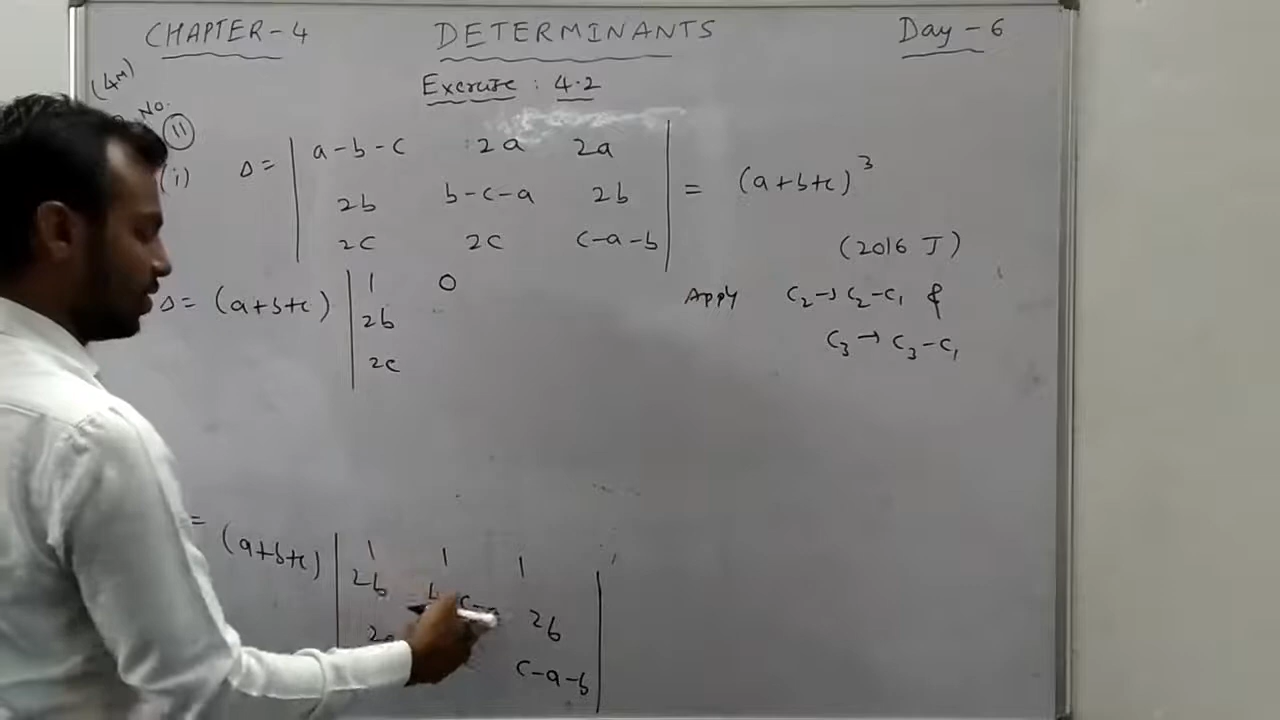 CHAPTER-4 DETERMINANTS Day-6
(4M) Exercise : 4.2
No. 11
(i) Δ= | a-b-c 2a 2a |
| 2b b-c-a 2b | = (a+b+c)³
| 2c 2c c-a-b |
(2016 J)
Δ= (a+b+c) | 1 0
2b
2c
Apply C₂→C₂-C₁ &
C₃→C₃-C₁
= (a+b+c) | 1 1 1 |
2b 2b
c-a-b